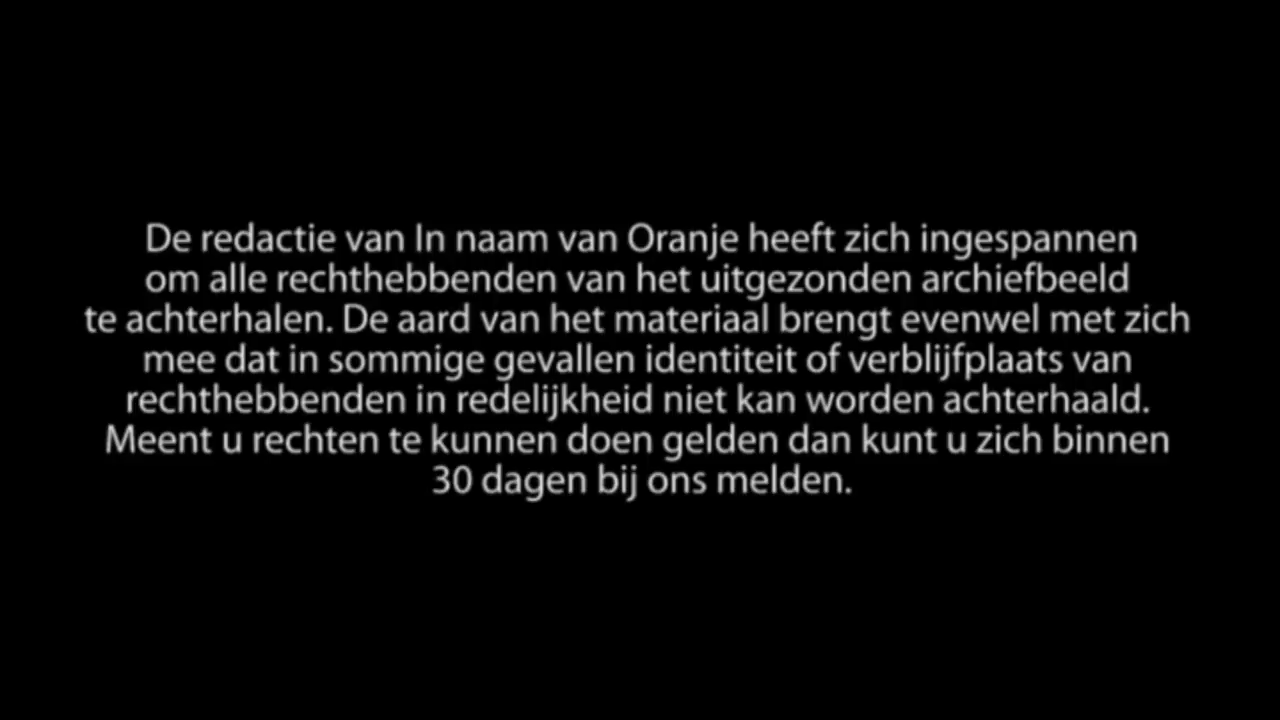 De redactie van In naam van Oranje heeft zich ingespannen
om alle rechthebbenden van het uitgezonden archiefbeeld
te achterhalen. De aard van het materiaal brengt evenwel met zich
mee dat in sommige gevallen identiteit of verblijfplaats van
rechthebbenden in redelijkheid niet kan worden achterhaald.
Meent u rechten te kunnen doen gelden dan kunt u zich binnen
30 dagen bij ons melden.